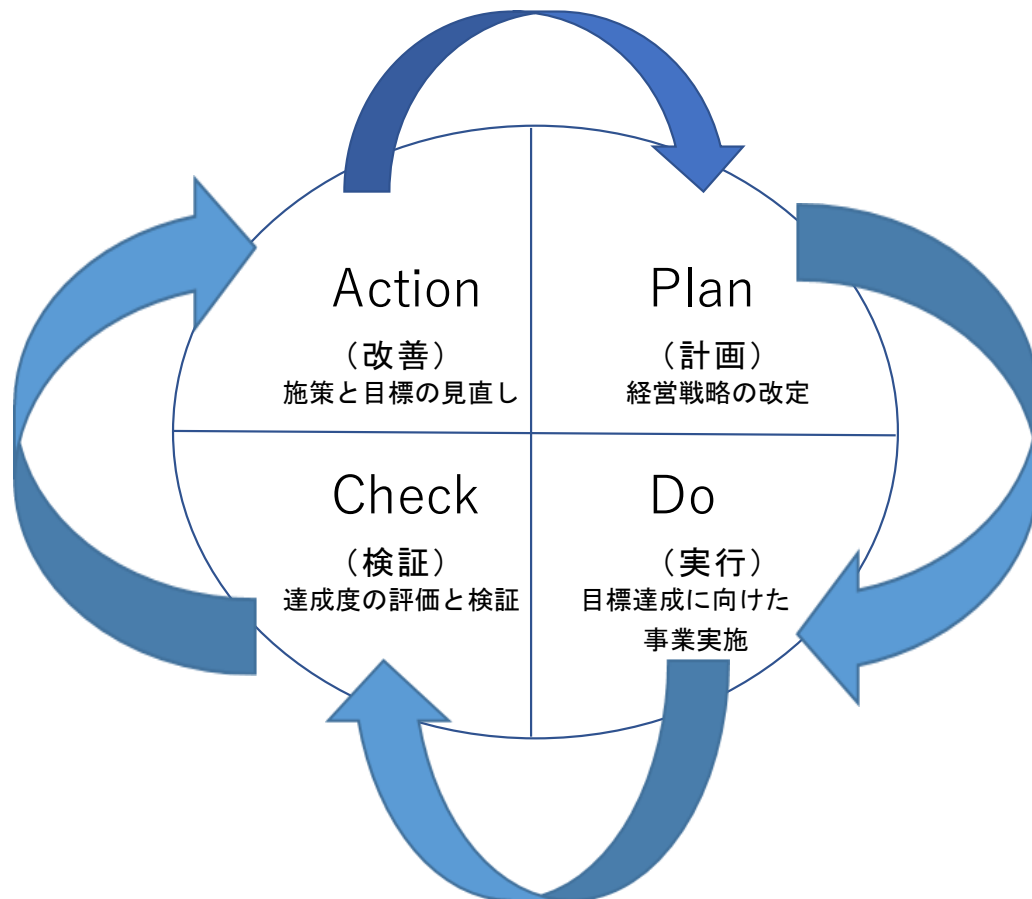 Action
（改善）
施策と目標の見直し
Plan
（計画）
経営戦略の改定
Check
（検証）
達成度の評価と検証
Do
（実行）
目標達成に向けた
事業実施